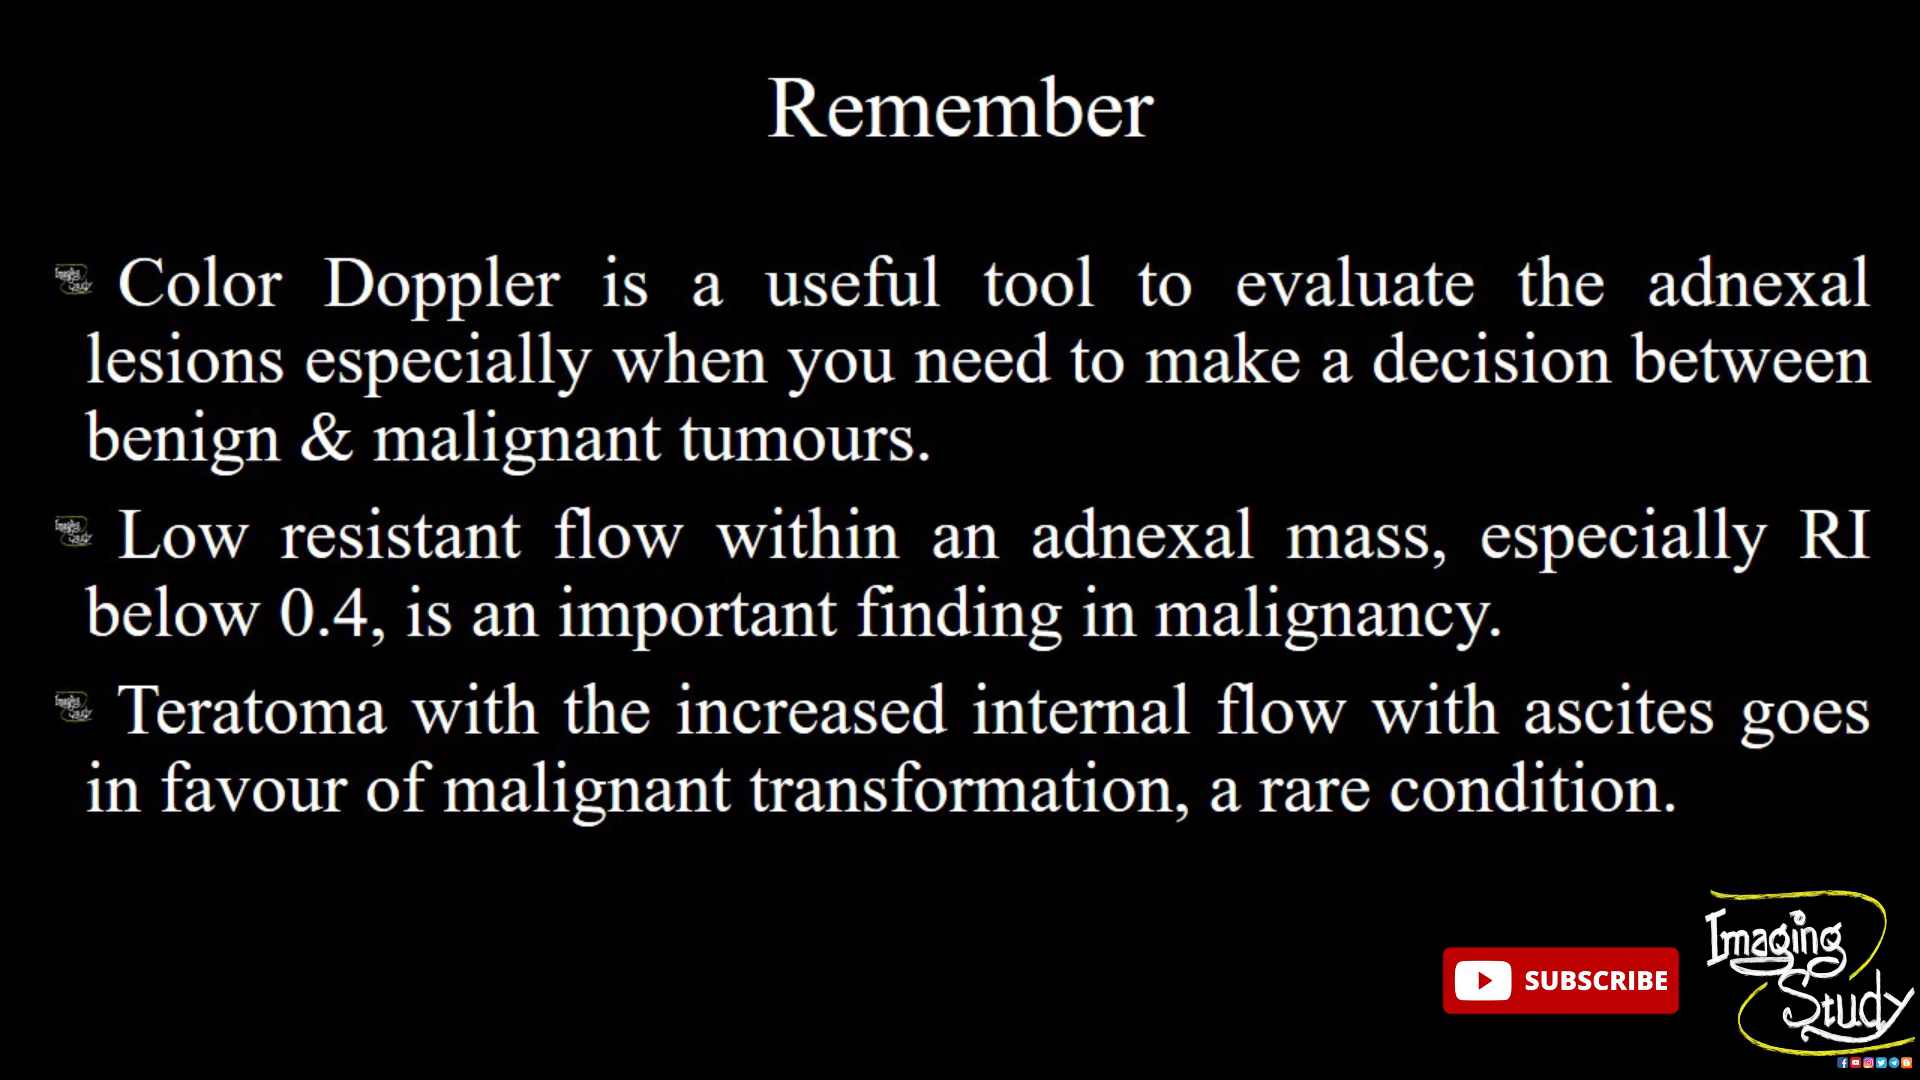 Remember
Color Doppler is a useful tool to evaluate the adnexal
lesions especially when you need to make a decision between
benign & malignant tumours.
Low resistant flow within an adnexal mass, especially RI
below 0.4, is an important finding in malignancy.
Teratoma with the increased internal flow with ascites goes
in favour of malignant transformation, a rare condition.
SUBSCRIBE
Imaging
Study